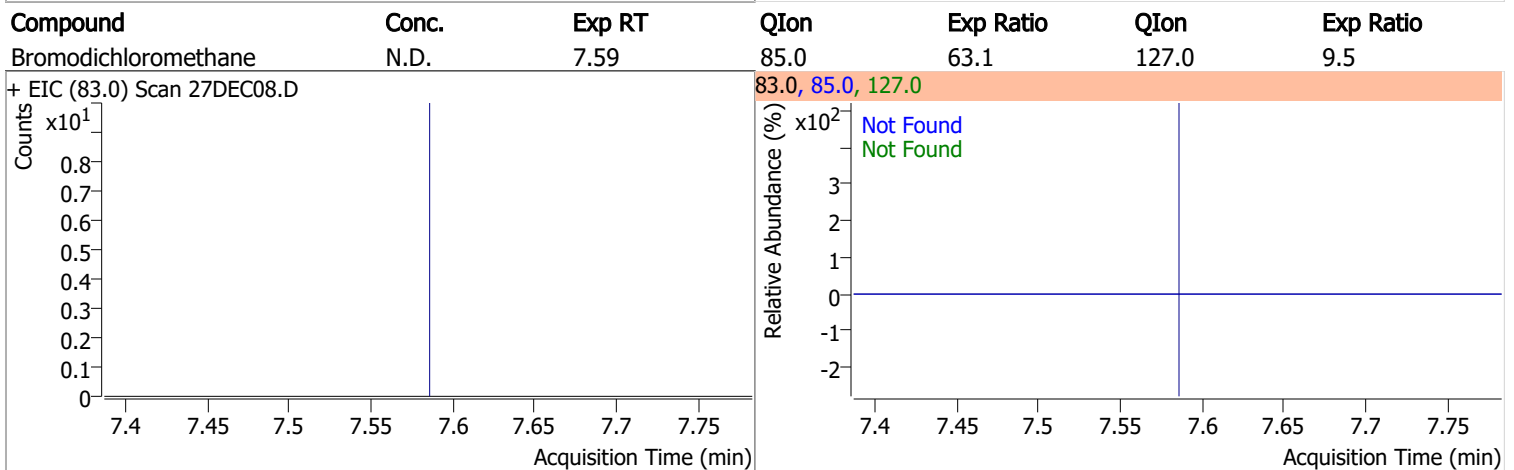 Compound Conc. Exp RT QIon Exp Ratio QIon Exp Ratio
Bromodichloromethane N.D. 7.59 85.0 63.1 127.0 9.5
+ EIC (83.0) Scan 27DEC08.D
Counts
x10¹
0.8
0.7
0.6
0.5
0.4
0.3
0.2
0.1
0
7.4 7.45 7.5 7.55 7.6 7.65 7.7 7.75
Acquisition Time (min)
83.0, 85.0, 127.0
Relative Abundance (%)
x10²
Not Found
Not Found
3
2
1
0
-1
-2
7.4 7.45 7.5 7.55 7.6 7.65 7.7 7.75
Acquisition Time (min)